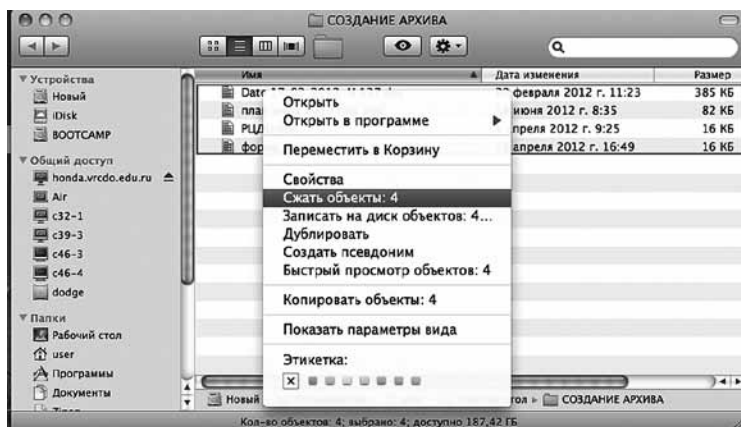 СОЗДАНИЕ АРХИВА
Имя
Дата изменения
Размер
Устройства
Новый
iDisk
BOOTCAMP
Общий доступ
honda.vrcdo.edu.ru
Air
c32-1
c39-3
c46-3
c46-4
dodge
Папки
Рабочий стол
user
Программы
Документы
февраля 2012 г. 11:23
385 КБ
июня 2012 г. 8:35
82 КБ
апреля 2012 г. 9:25
16 КБ
апреля 2012 г. 16:49
16 КБ
Открыть
Открыть в программе
Переместить в Корзину
Свойства
Сжать объекты: 4
Записать на диск объектов: 4...
Дублировать
Создать псевдоним
Быстрый просмотр объектов: 4
Копировать объекты: 4
Показать параметры вида
Этикетка:
Новый
СОЗДАНИЕ АРХИВА
Кол-во объектов: 4; выбрано: 4; доступно 187,42 ГБ